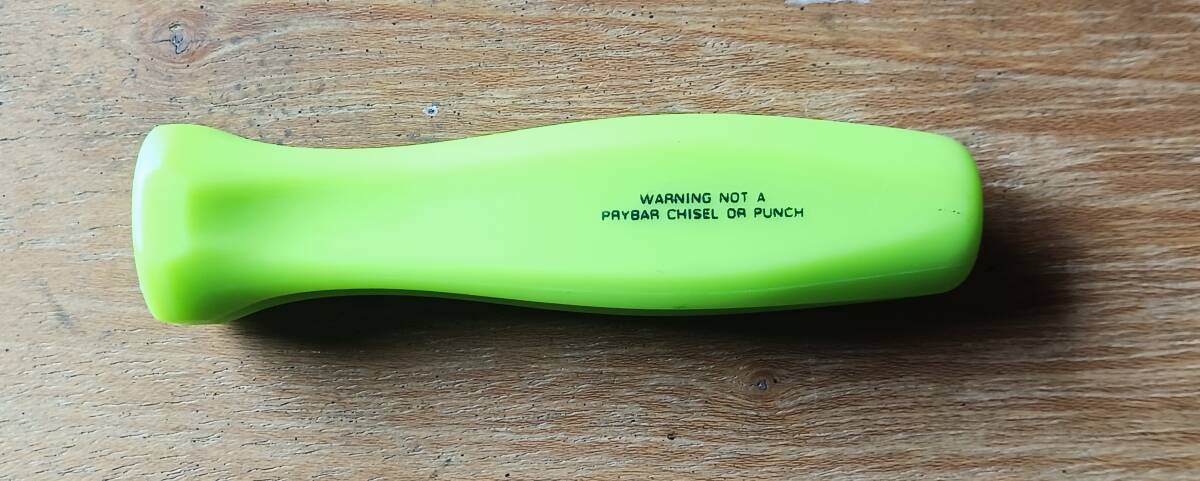 WARNING NOT A
PRYBAR CHISEL OR PUNCH